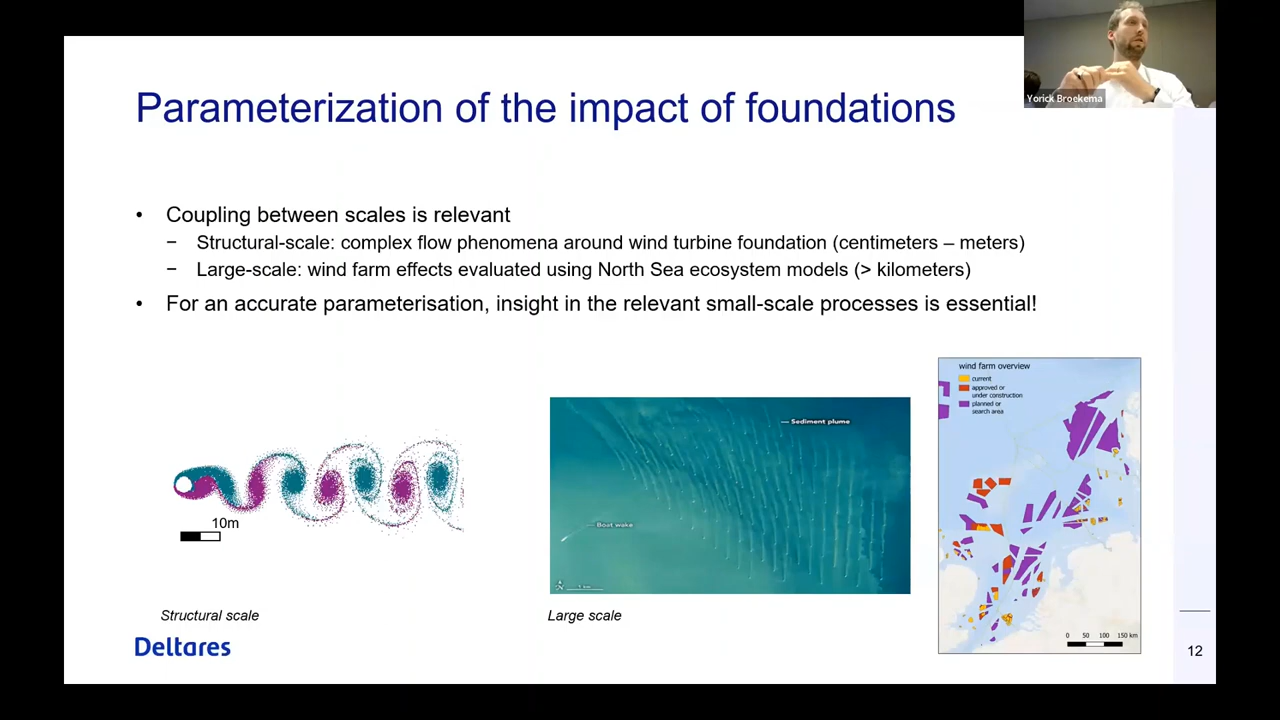 Yorick Broekema
Parameterization of the impact of foundations
• Coupling between scales is relevant
− Structural-scale: complex flow phenomena around wind turbine foundation (centimeters – meters)
− Large-scale: wind farm effects evaluated using North Sea ecosystem models (> kilometers)
• For an accurate parameterisation, insight in the relevant small-scale processes is essential!
10m
Structural scale
Sediment plume
Boat wake
Large scale
wind farm overview
current
approved or
under construction
planned or
search area
0 50 100 150 km
Deltares
12